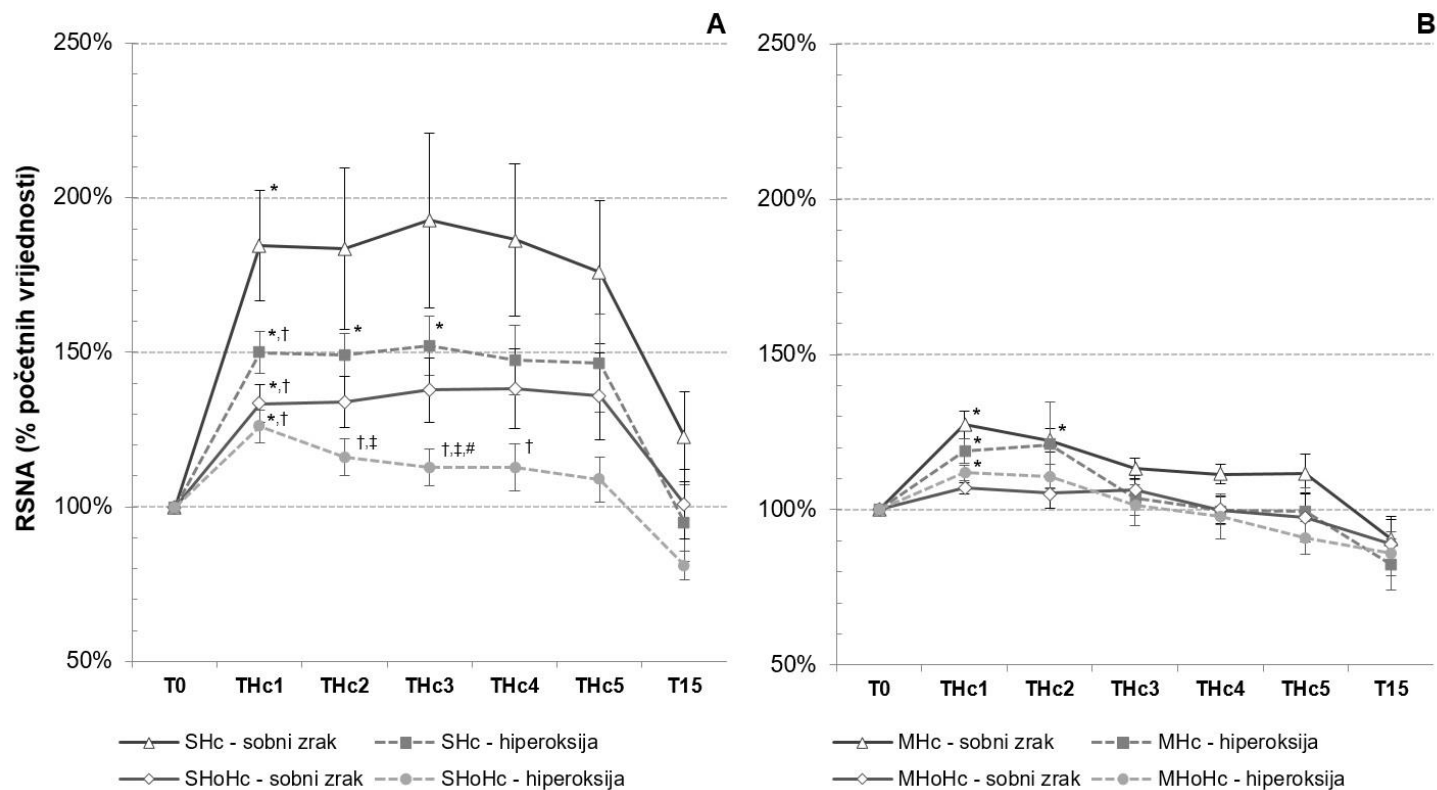 A
RSNA (% početnih vrijednosti)
250%
200%
150%
100%
50%
*
*,†
*
*
*,†
*,†
†,‡
†,‡,#
†
T0 THc1 THc2 THc3 THc4 THc5 T15
SHc - sobni zrak SHc - hiperoksija
SHoHc - sobni zrak SHoHc - hiperoksija
B
250%
200%
150%
100%
50%
*
*
*
*
T0 THc1 THc2 THc3 THc4 THc5 T15
MHc - sobni zrak MHc - hiperoksija
MHoHc - sobni zrak MHoHc - hiperoksija